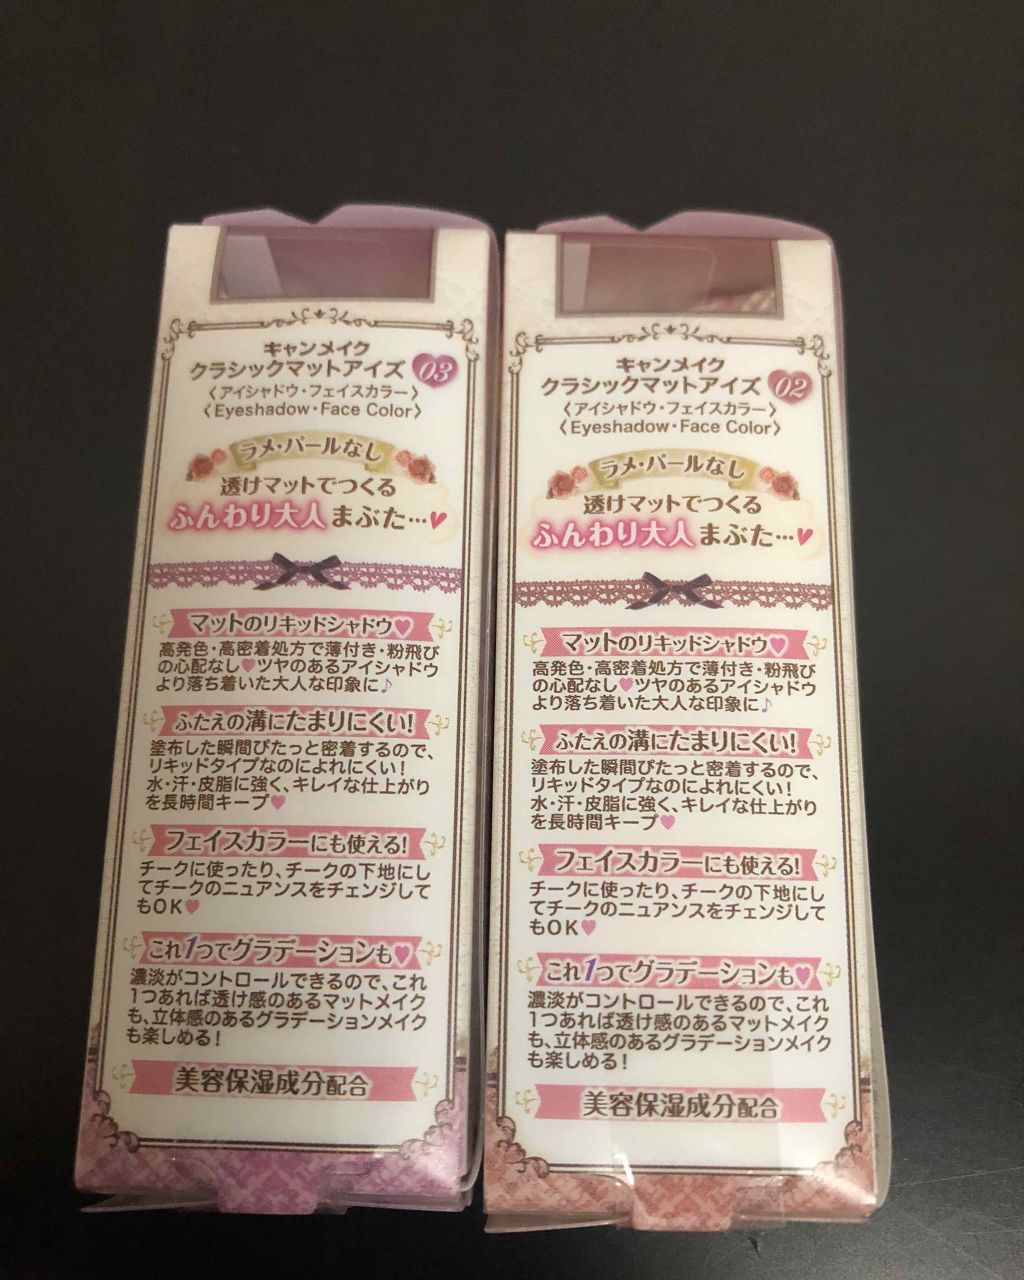 キャンメイク
クラシックマットアイズ 03
〈アイシャドウ・フェイスカラー〉
〈Eyeshadow・Face Color〉
ラメ・パールなし
透けマットでつくる
ふんわり大人まぶた…♥
マットのリキッドシャドウ♥
高発色・高密着処方で薄付き・粉飛び
の心配なし♥ツヤのあるアイシャドウ
より落ち着いた大人な印象に♪
ふたえの溝にたまりにくい!
塗布した瞬間ぴたっと密着するので、
リキッドタイプなのによれにくい!
水・汗・皮脂に強く、キレイな仕上がり
を長時間キープ♥
フェイスカラーにも使える!
チークに使ったり、チークの下地にし
てチークのニュアンスをチェンジして
もOK♥
これ1つでグラデーションも♥
濃淡がコントロールできるので、これ
1つあれば透け感のあるマットメイク
も、立体感のあるグラデーションメイク
も楽しめる!
美容保湿成分配合
キャンメイク
クラシックマットアイズ 02
〈アイシャドウ・フェイスカラー〉
〈Eyeshadow・Face Color〉
ラメ・パールなし
透けマットでつくる
ふんわり大人まぶた…♥
マットのリキッドシャドウ♥
高発色・高密着処方で薄付き・粉飛び
の心配なし♥ツヤのあるアイシャドウ
より落ち着いた大人な印象に♪
ふたえの溝にたまりにくい!
塗布した瞬間ぴたっと密着するので、
リキッドタイプなのによれにくい!
水・汗・皮脂に強く、キレイな仕上がり
を長時間キープ♥
フェイスカラーにも使える!
チークに使ったり、チークの下地にし
てチークのニュアンスをチェンジして
もOK♥
これ1つでグラデーションも♥
濃淡がコントロールできるので、これ
1つあれば透け感のあるマットメイク
も、立体感のあるグラデーションメイク
も楽しめる!
美容保湿成分配合